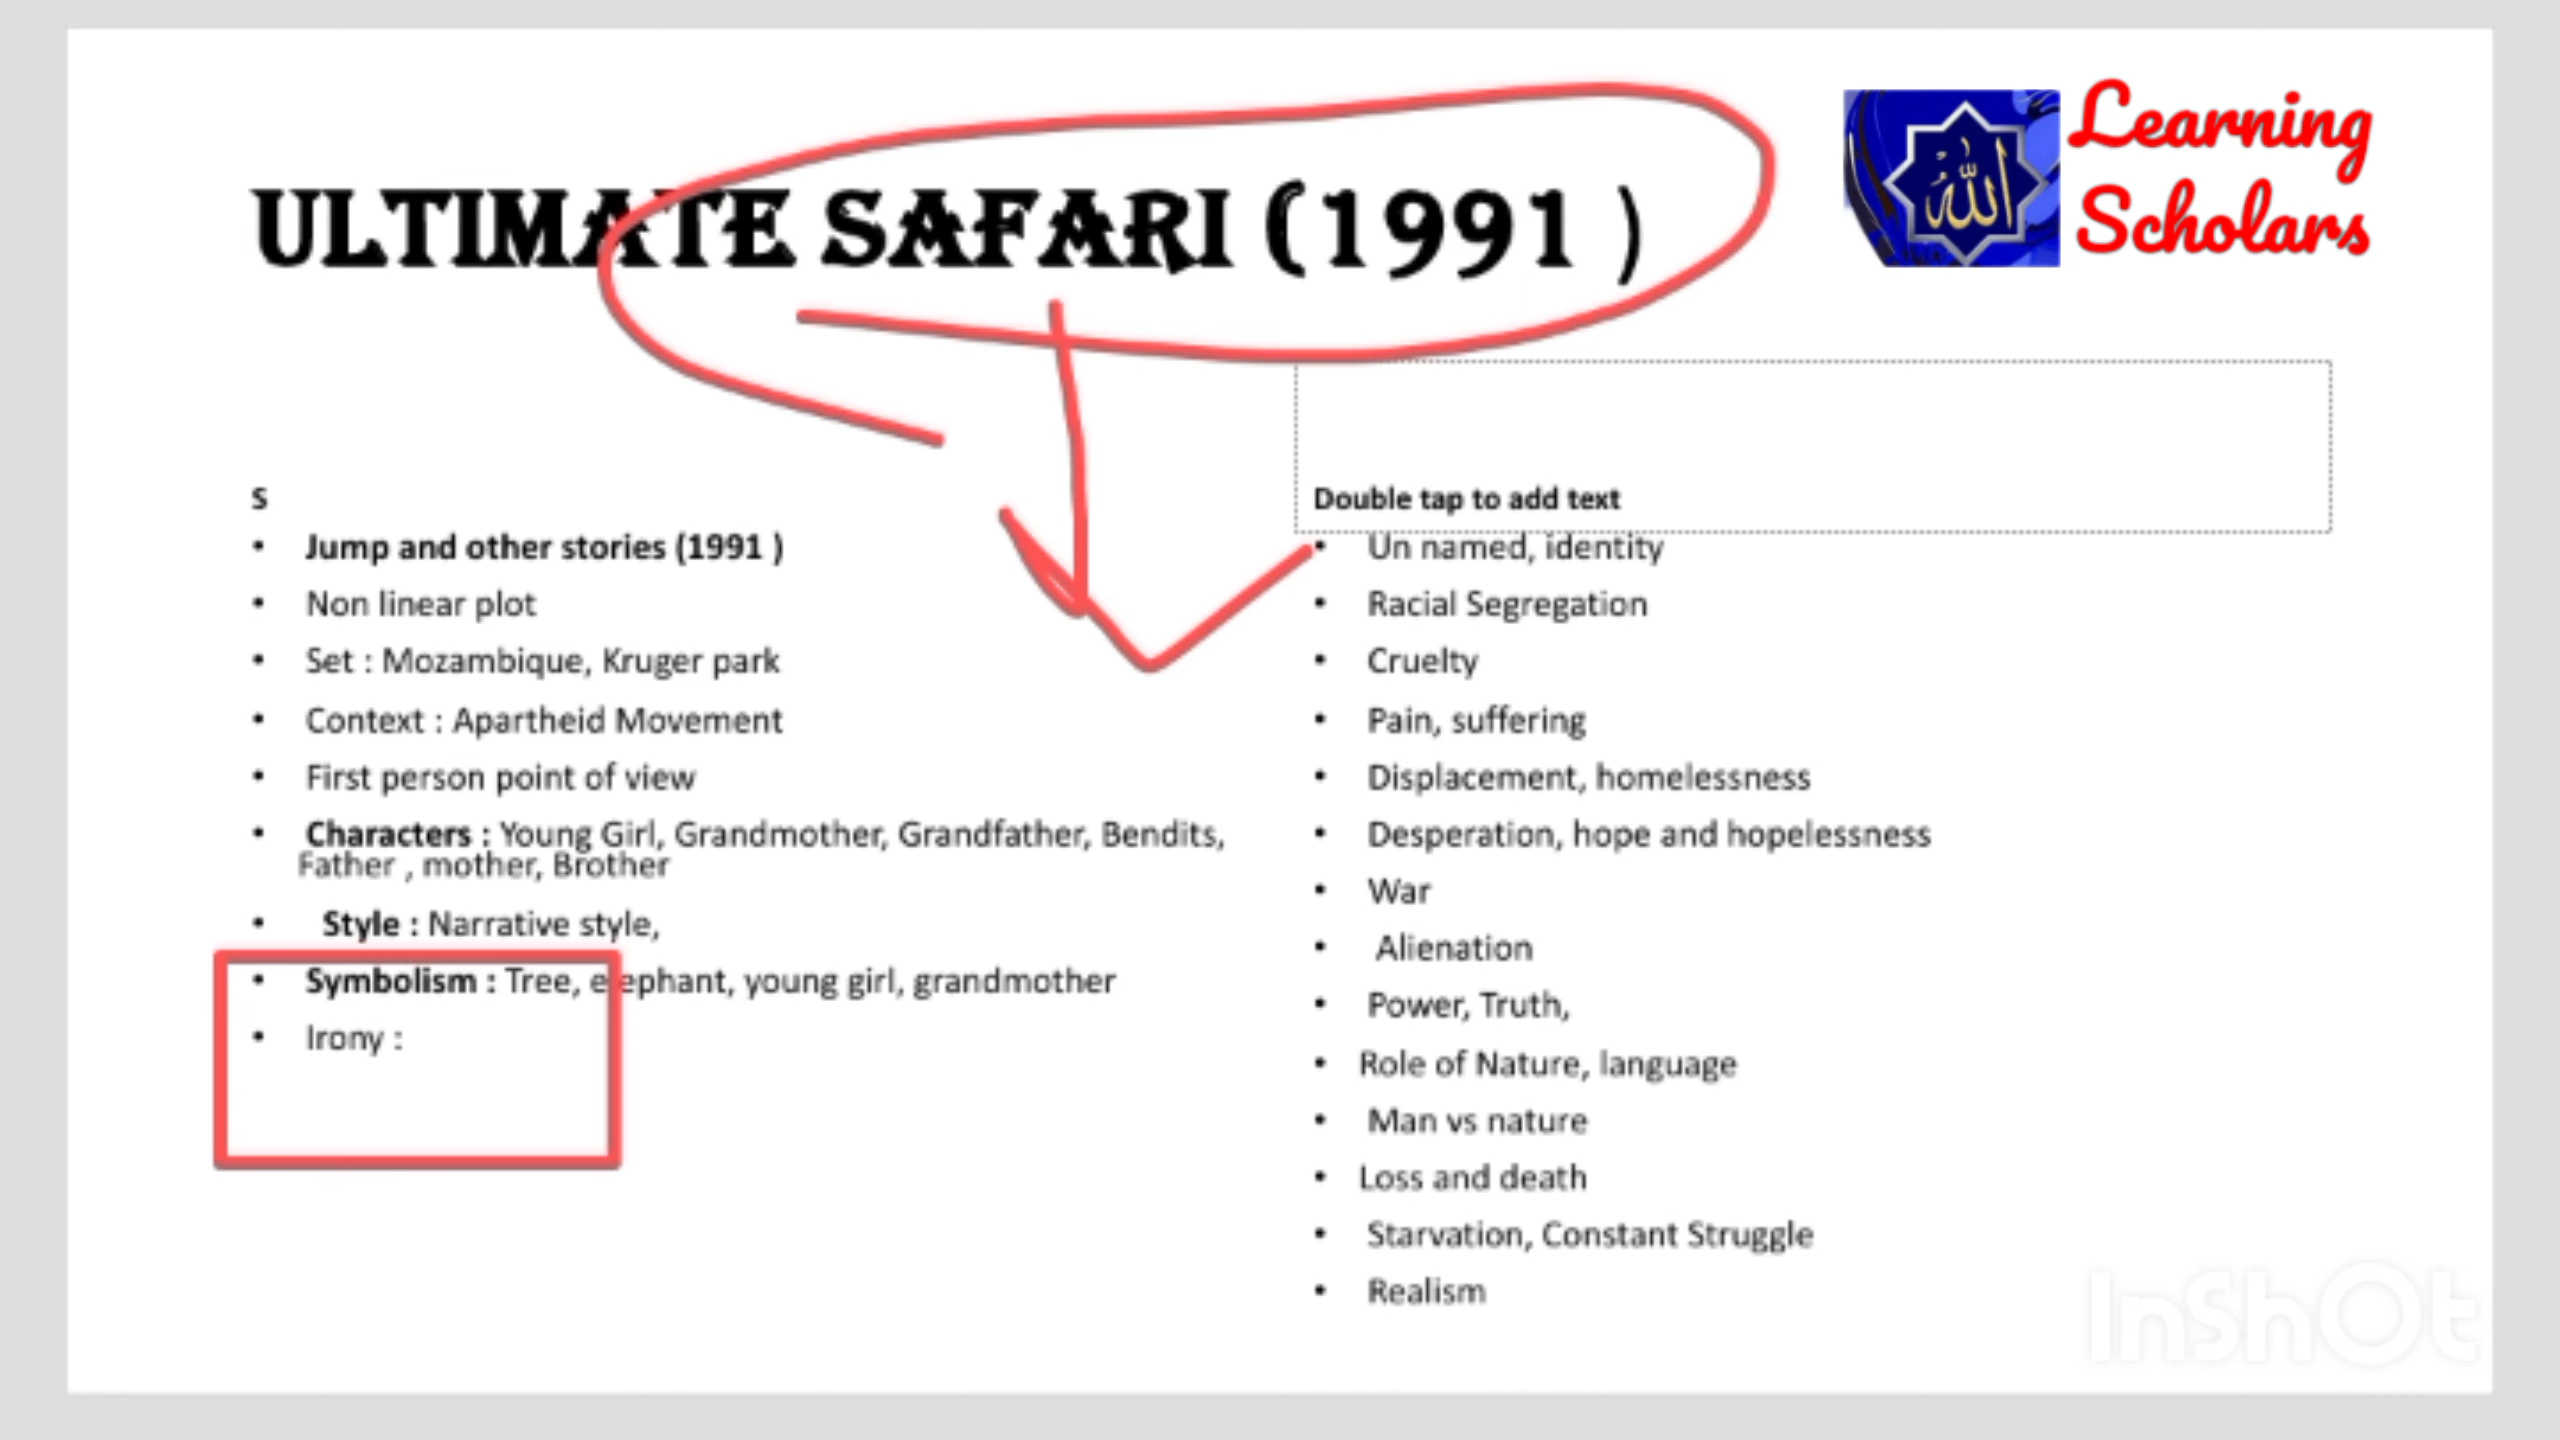 ULTIMATE SAFARI (1991 )
الله
Learning
Scholars
S
• Jump and other stories (1991 )
• Non linear plot
• Set : Mozambique, Kruger park
• Context : Apartheid Movement
• First person point of view
• Characters : Young Girl, Grandmother, Grandfather, Bendits,
Father , mother, Brother
• Style : Narrative style,
• Symbolism : Tree, elephant, young girl, grandmother
• Irony :
Double tap to add text
• Un named, identity
• Racial Segregation
• Cruelty
• Pain, suffering
• Displacement, homelessness
• Desperation, hope and hopelessness
• War
• Alienation
• Power, Truth,
• Role of Nature, language
• Man vs nature
• Loss and death
• Starvation, Constant Struggle
• Realism
InShOt